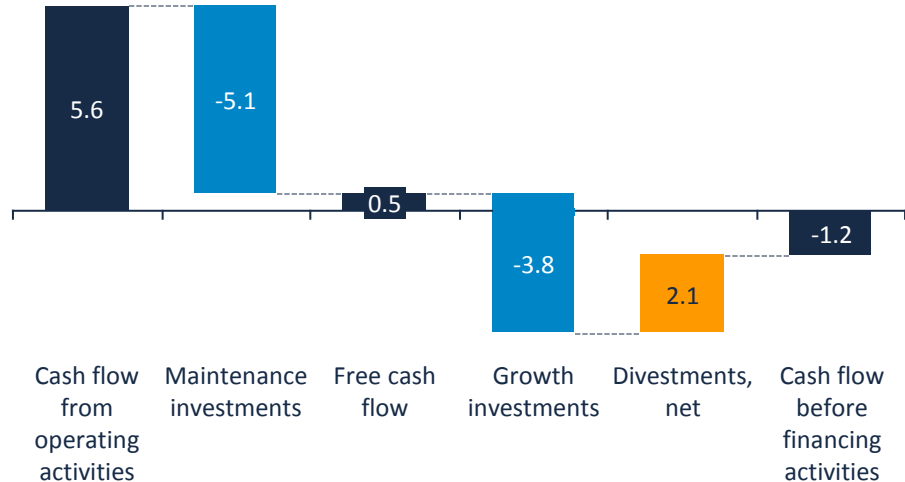 5.6
-5.1
0.5
-3.8
2.1
-1.2
Cash flow
from
operating
activities
Maintenance
investments
Free cash
flow
Growth
investments
Divestments,
net
Cash flow
before
financing
activities